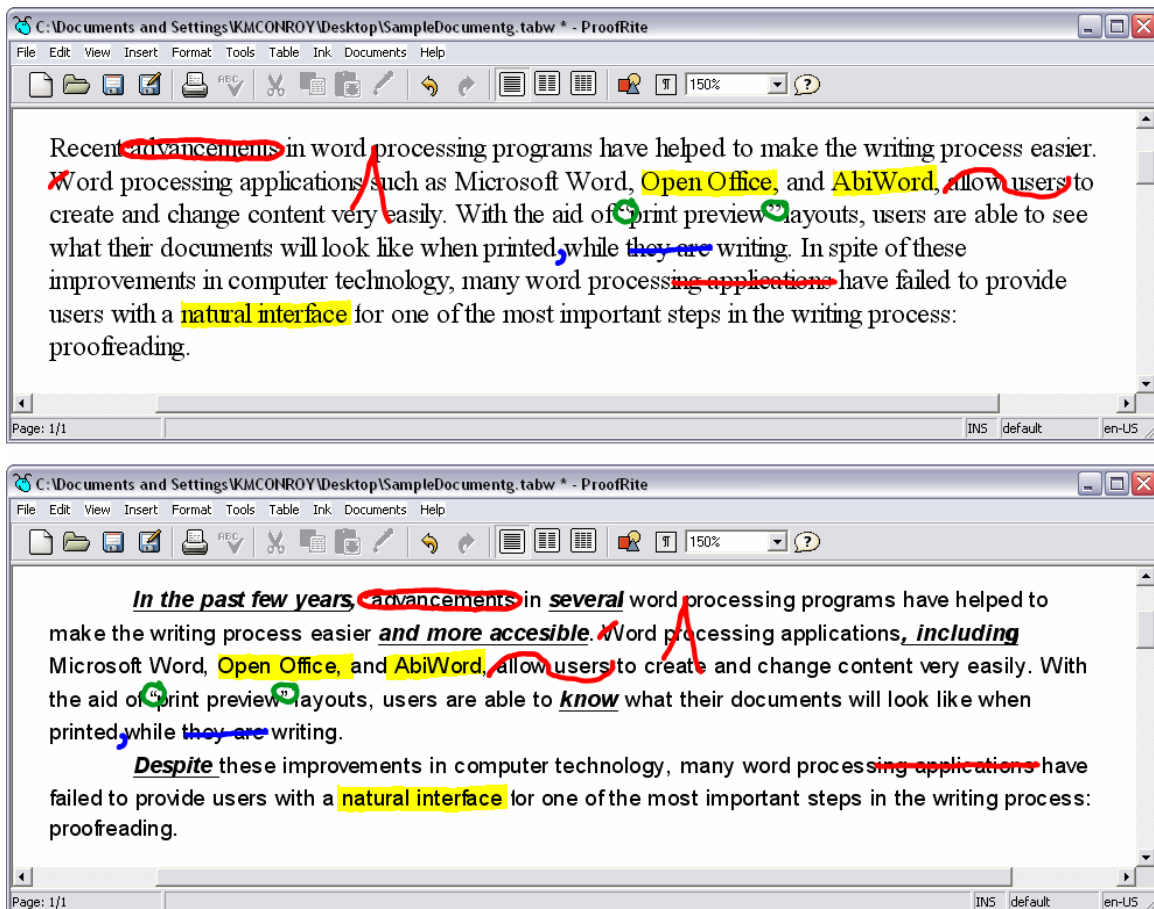 C:\Documents and Settings\KMCONROY\Desktop\SampleDocumentg.tabw * - ProofRite
File Edit View Insert Format Tools Table Ink Documents Help
ABC 150% ?
Recent advancements in word processing programs have helped to make the writing process easier.
Word processing applications such as Microsoft Word, Open Office, and AbiWord, allow users to
create and change content very easily. With the aid of “print preview” layouts, users are able to see
what their documents will look like when printed, while they are writing. In spite of these
improvements in computer technology, many word processing applications have failed to provide
users with a natural interface for one of the most important steps in the writing process:
proofreading.
Page: 1/1 INS default en-US
C:\Documents and Settings\KMCONROY\Desktop\SampleDocumentg.tabw * - ProofRite
File Edit View Insert Format Tools Table Ink Documents Help
ABC 150% ?
In the past few years, advancements in several word processing programs have helped to
make the writing process easier and more accesible. Word processing applications, including
Microsoft Word, Open Office, and AbiWord, allow users to create and change content very easily. With
the aid of “print preview” layouts, users are able to know what their documents will look like when
printed, while they are writing.
Despite these improvements in computer technology, many word processing applications have
failed to provide users with a natural interface for one of the most important steps in the writing process:
proofreading.
Page: 1/1 INS default en-US